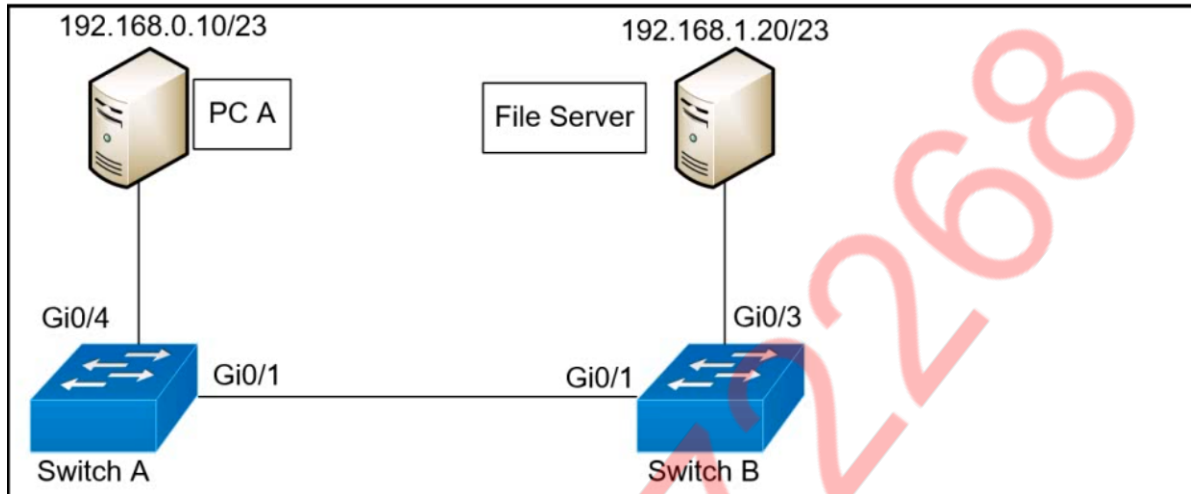 192.168.0.10/23
192.168.1.20/23
PC A
File Server
Gi0/4
Gi0/3
Gi0/1
Gi0/1
Switch A
Switch B
2268